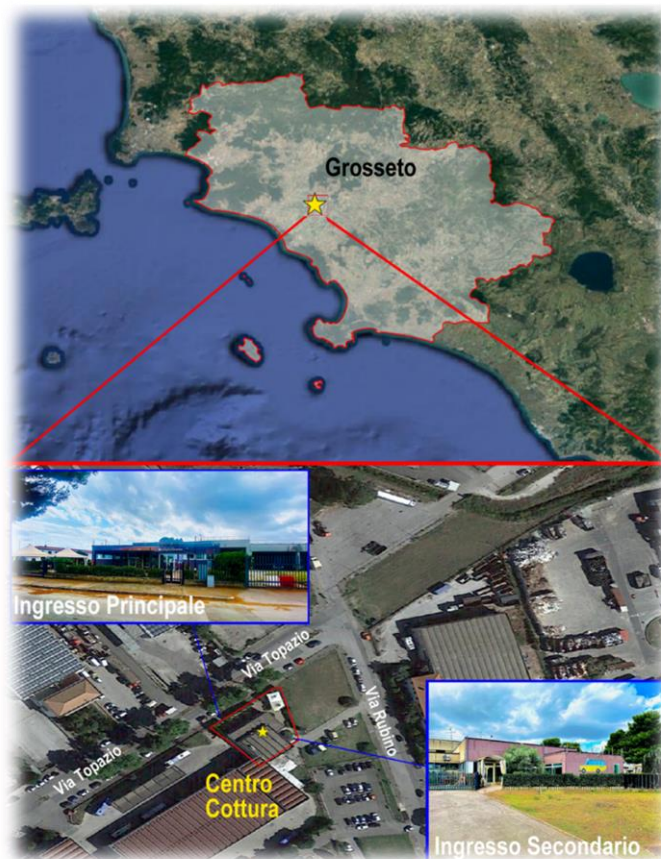 Grosseto
Ingresso Principale
Via Topazio
Via Rubino
Via Topazio
Centro
Cottura
Ingresso Secondario